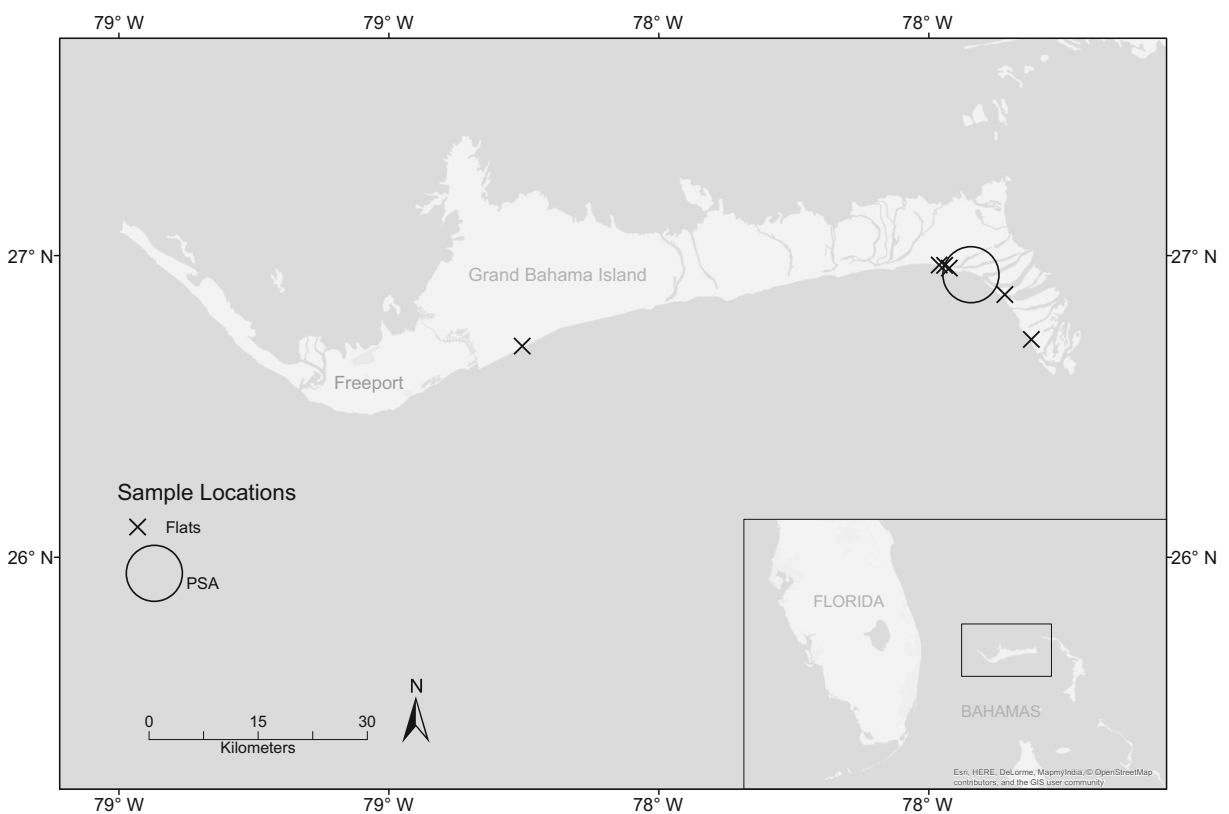 79° W 79° W 78° W 78° W
27° N 27° N
Grand Bahama Island
Freeport
Sample Locations
Flats
PSA
26° N 26° N
FLORIDA
BAHAMAS
N
0 15 30
Kilometers
Esri, HERE, DeLorme, MapmyIndia, © OpenStreetMap
contributors, and the GIS user community
79° W 79° W 78° W 78° W